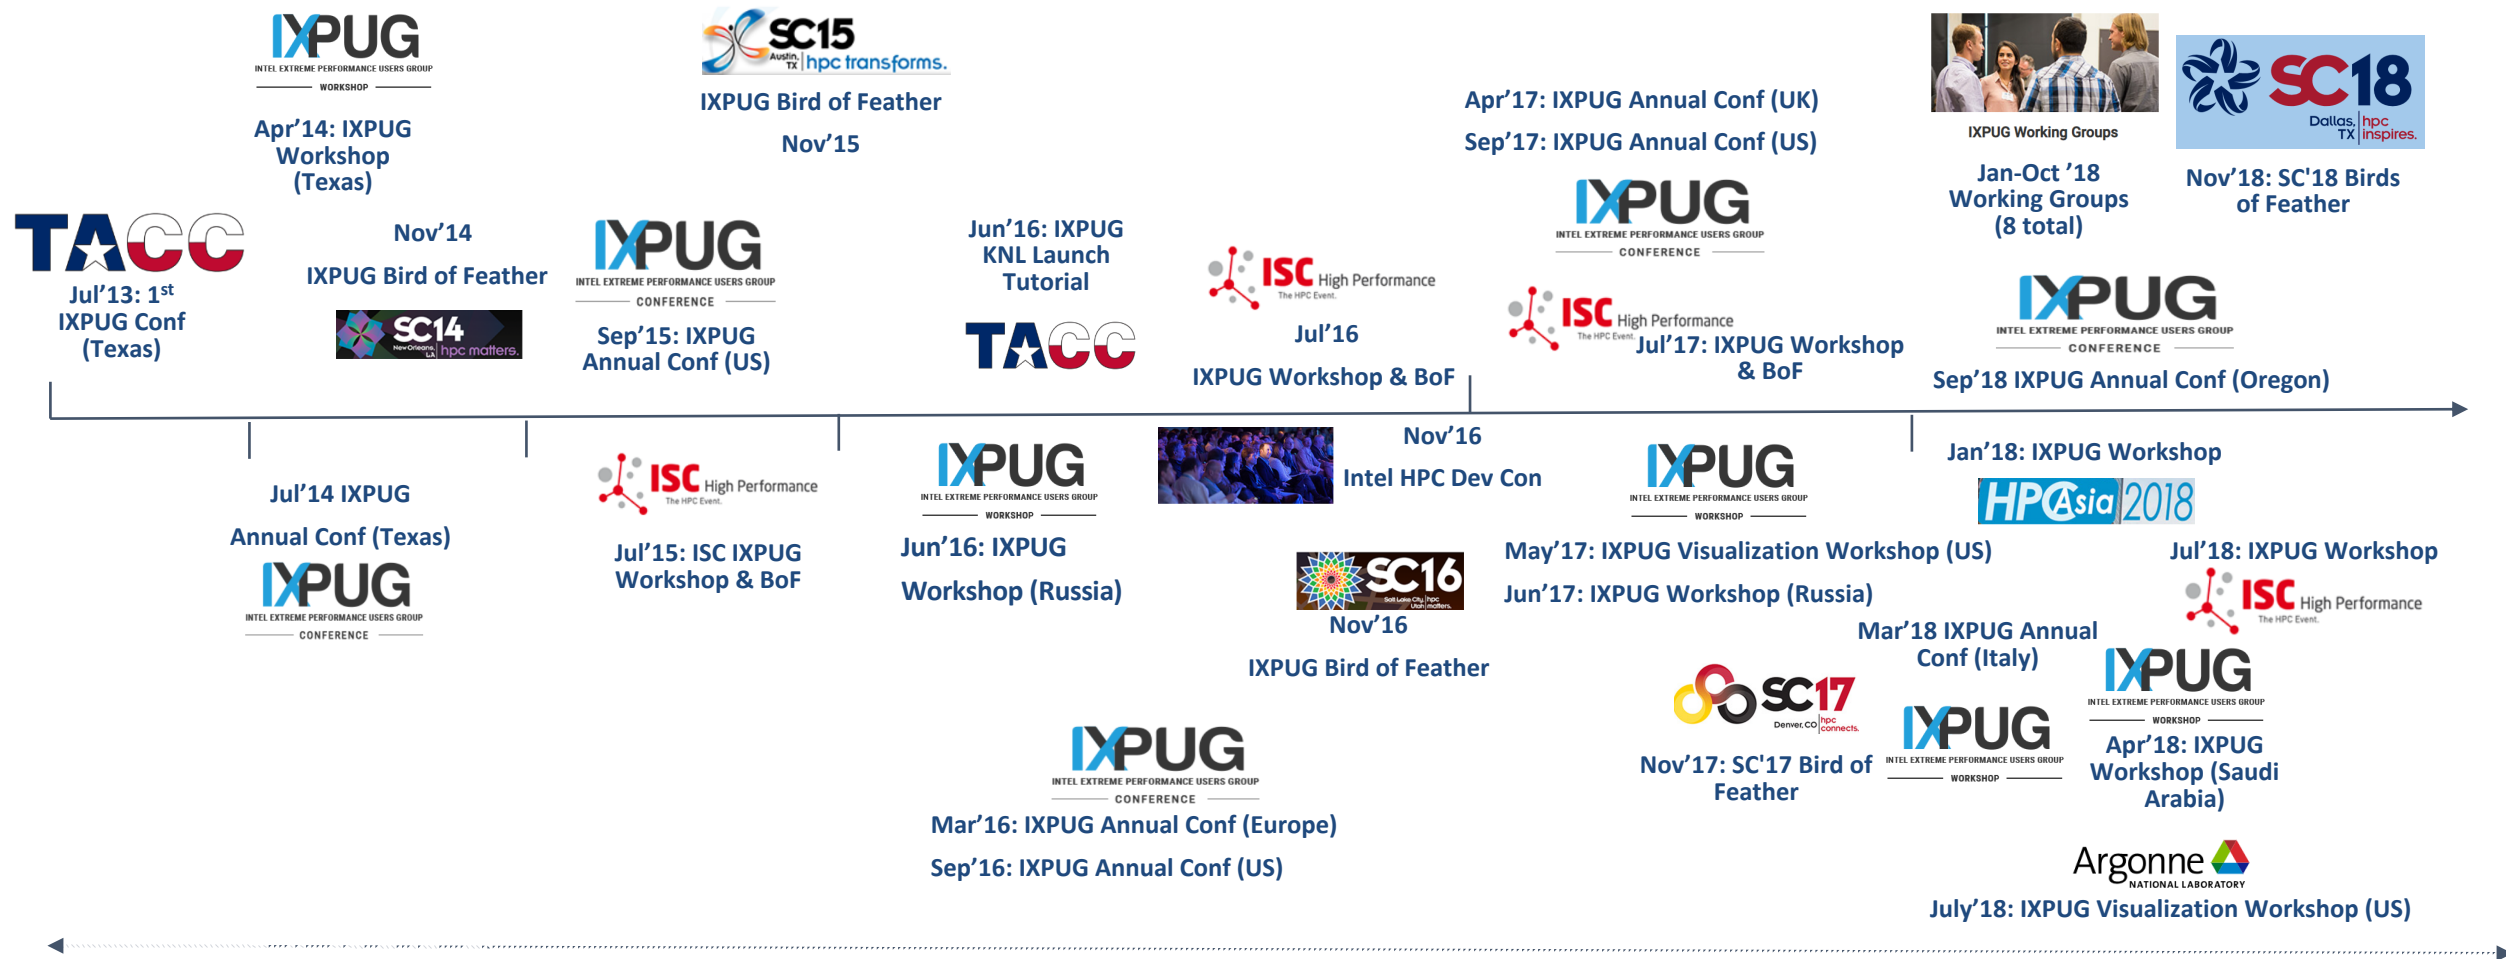 IXPUG
INTEL EXTREME PERFORMANCE USERS GROUP
WORKSHOP
Apr'14: IXPUG
Workshop
(Texas)
SC15
Austin, TX
hpc transforms.
IXPUG Bird of Feather
Nov'15
Apr'17: IXPUG Annual Conf (UK)
Sep'17: IXPUG Annual Conf (US)
IXPUG
INTEL EXTREME PERFORMANCE USERS GROUP
CONFERENCE
IXPUG Working Groups
Jan-Oct '18
Working Groups
(8 total)
SC18
Dallas, TX
hpc inspires.
Nov'18: SC'18 Birds
of Feather
TACC
Jul'13: 1st
IXPUG Conf
(Texas)
Nov'14
IXPUG Bird of Feather
SC14
New Orleans, LA
hpc matters.
IXPUG
INTEL EXTREME PERFORMANCE USERS GROUP
CONFERENCE
Sep'15: IXPUG
Annual Conf (US)
Jun'16: IXPUG
KNL Launch
Tutorial
TACC
ISC High Performance
The HPC Event.
Jul'16
IXPUG Workshop & BoF
ISC High Performance
The HPC Event.
Jul'17: IXPUG Workshop
& BoF
IXPUG
INTEL EXTREME PERFORMANCE USERS GROUP
CONFERENCE
Sep'18 IXPUG Annual Conf (Oregon)
Jul'14 IXPUG
Annual Conf (Texas)
IXPUG
INTEL EXTREME PERFORMANCE USERS GROUP
CONFERENCE
ISC High Performance
The HPC Event.
Jul'15: ISC IXPUG
Workshop & BoF
IXPUG
INTEL EXTREME PERFORMANCE USERS GROUP
WORKSHOP
Jun'16: IXPUG
Workshop (Russia)
Nov'16
Intel HPC Dev Con
SC16
Salt Lake City, Utah
hpc matters.
Nov'16
IXPUG Bird of Feather
IXPUG
INTEL EXTREME PERFORMANCE USERS GROUP
CONFERENCE
Mar'16: IXPUG Annual Conf (Europe)
Sep'16: IXPUG Annual Conf (US)
IXPUG
INTEL EXTREME PERFORMANCE USERS GROUP
WORKSHOP
May'17: IXPUG Visualization Workshop (US)
Jun'17: IXPUG Workshop (Russia)
SC17
Denver, CO
hpc connects.
Nov'17: SC'17 Bird of
Feather
Jan'18: IXPUG Workshop
HPC Asia 2018
Jul'18: IXPUG Workshop
ISC High Performance
The HPC Event.
Mar'18 IXPUG Annual
Conf (Italy)
IXPUG
INTEL EXTREME PERFORMANCE USERS GROUP
WORKSHOP
IXPUG
INTEL EXTREME PERFORMANCE USERS GROUP
WORKSHOP
Apr'18: IXPUG
Workshop (Saudi
Arabia)
Argonne
NATIONAL LABORATORY
July'18: IXPUG Visualization Workshop (US)